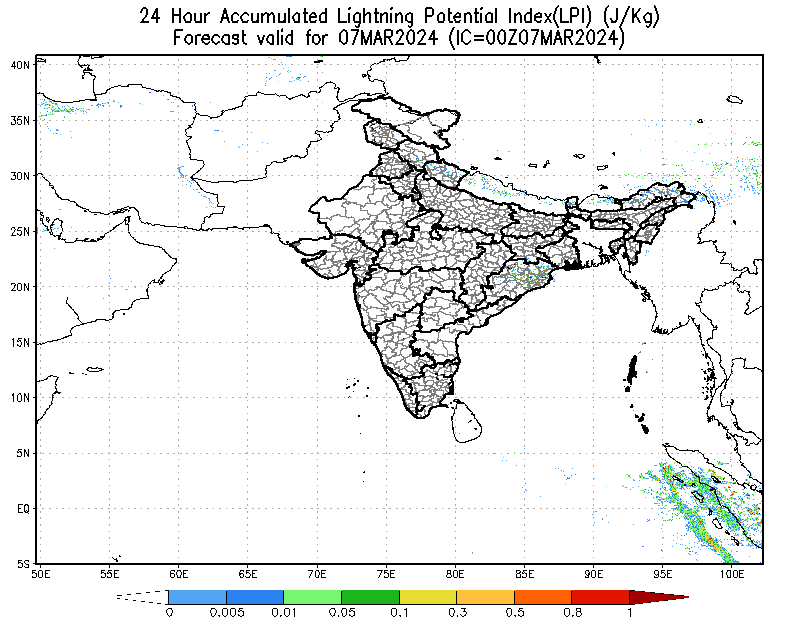 24 Hour Accumulated Lightning Potential Index(LPI) (J/Kg)
Forecast valid for 07MAR2024 (IC=00Z07MAR2024)
40N
35N
30N
25N
20N
15N
10N
5N
EQ
5S
50E 55E 60E 65E 70E 75E 80E 85E 90E 95E 100E
0 0.005 0.01 0.05 0.1 0.3 0.5 0.8 1